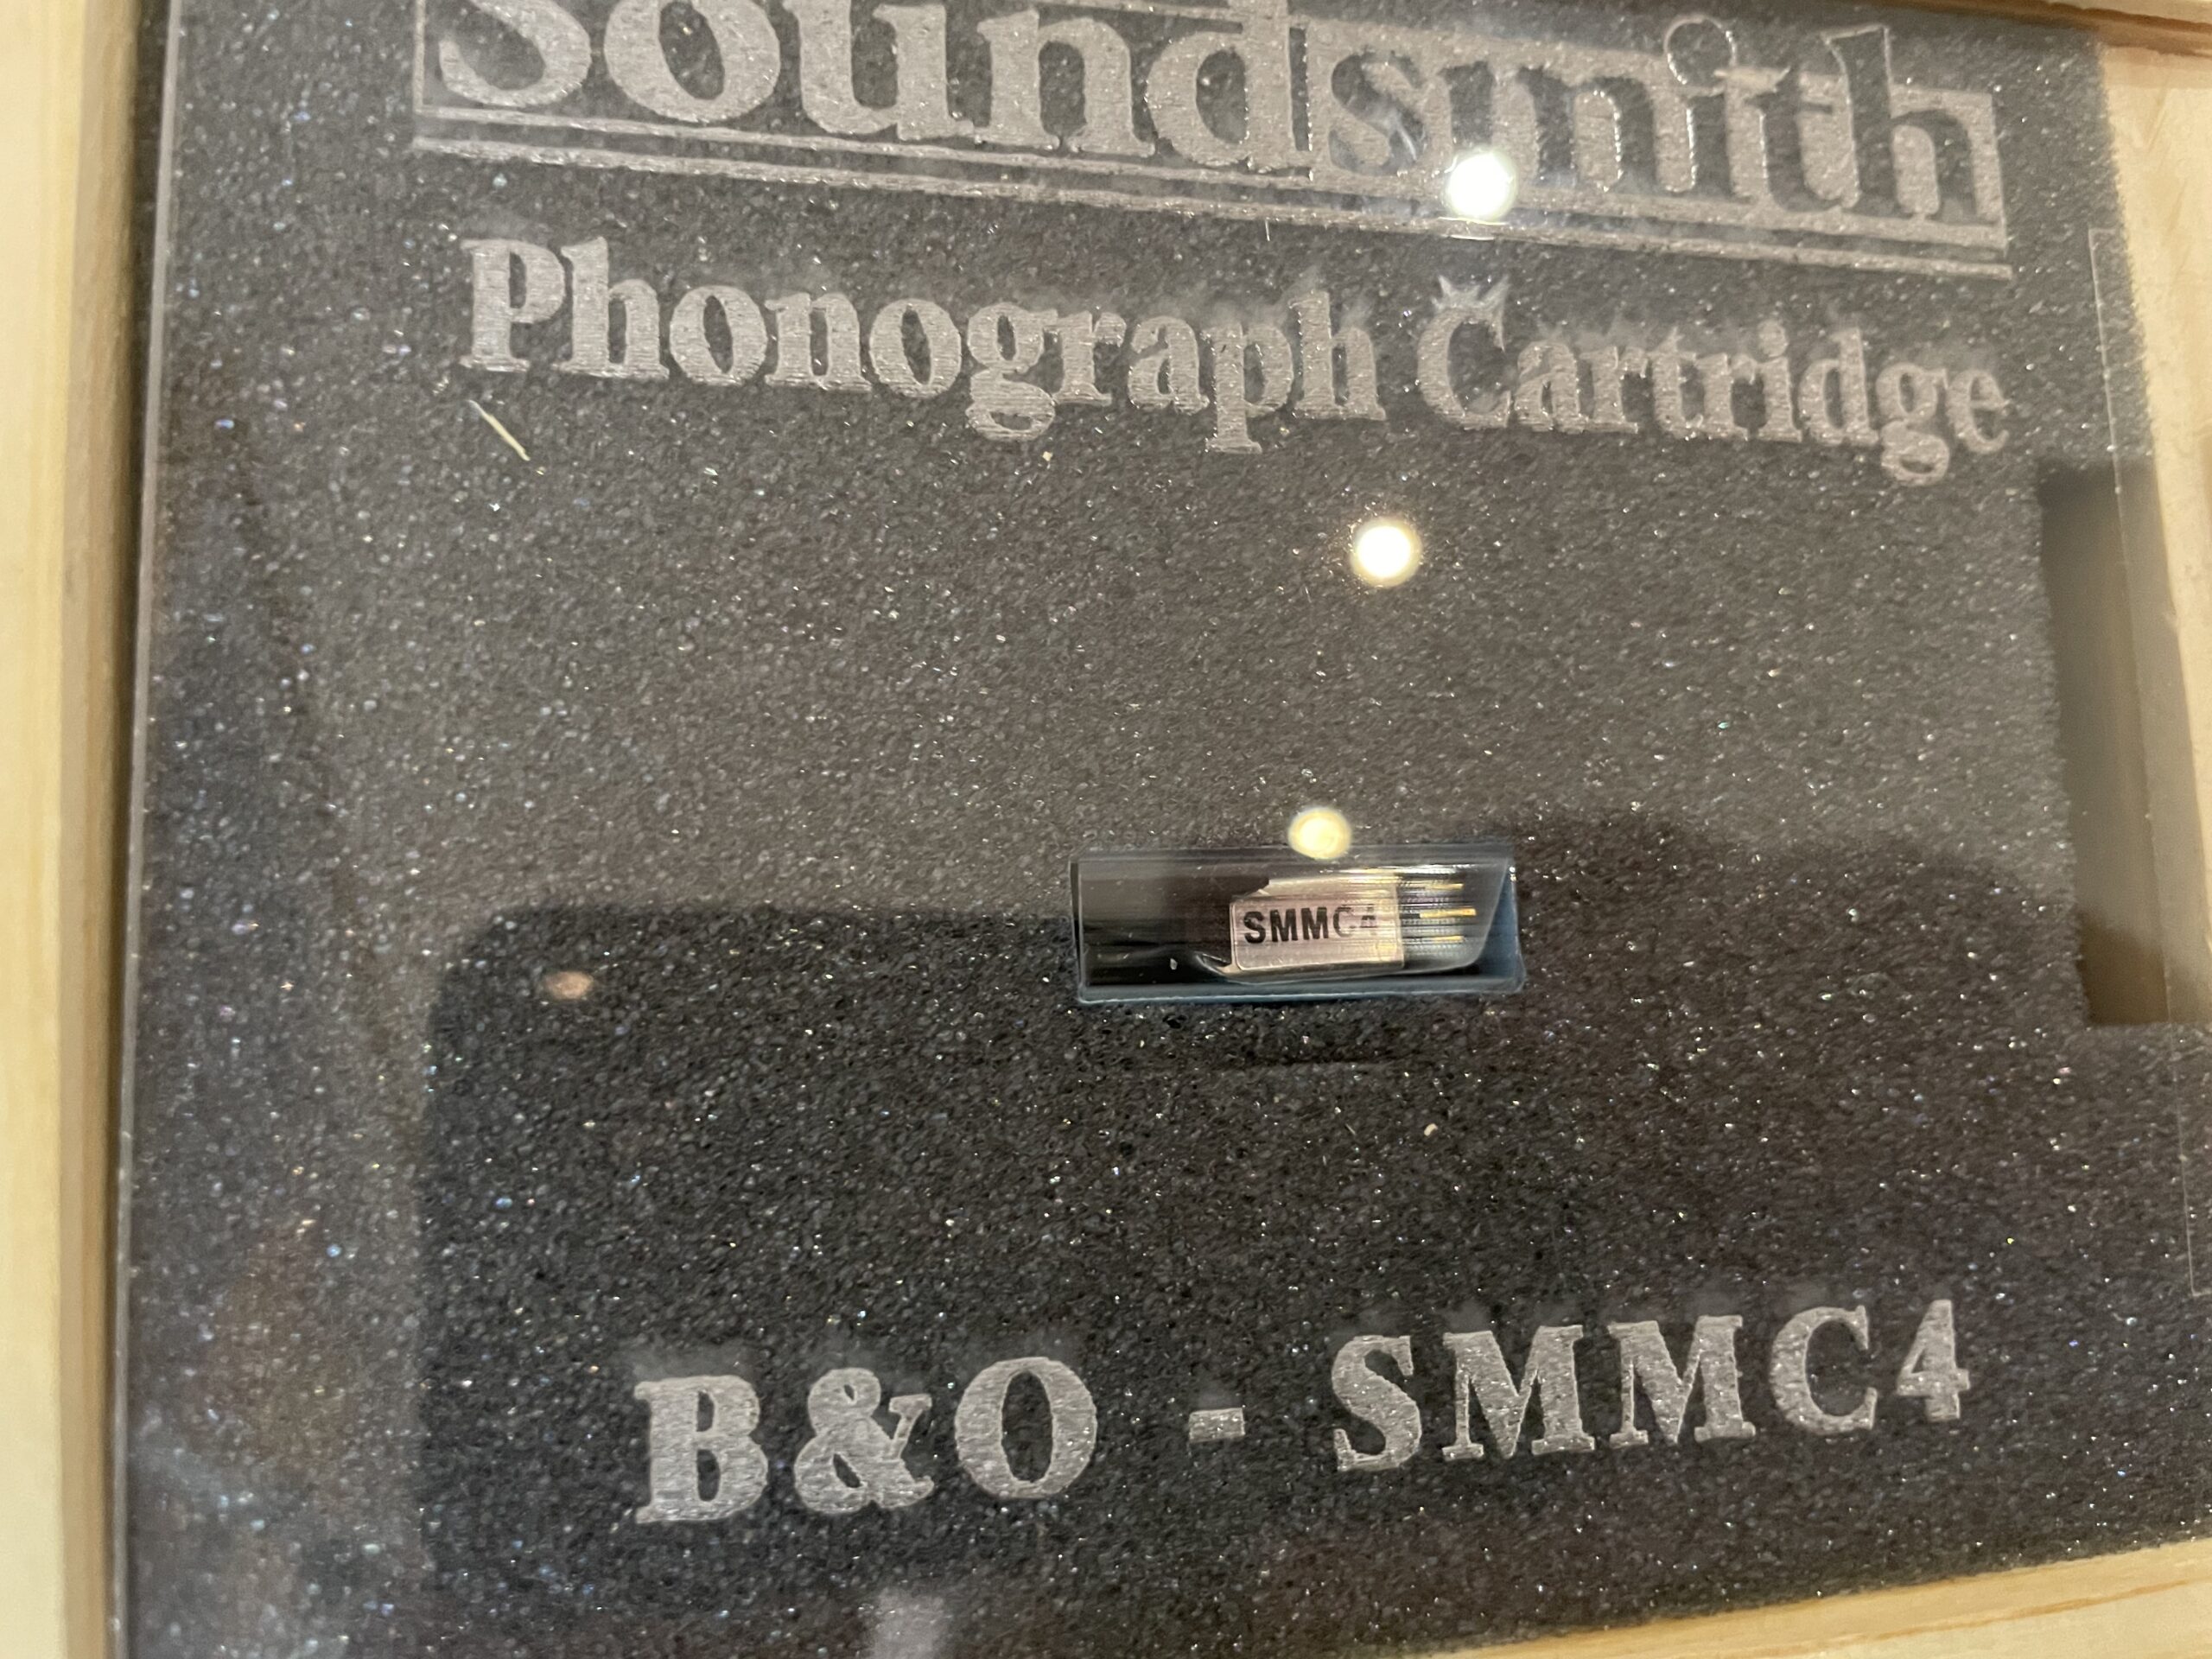 Soundsmith
Phonograph Cartridge
SMMC4
B&O - SMMC4